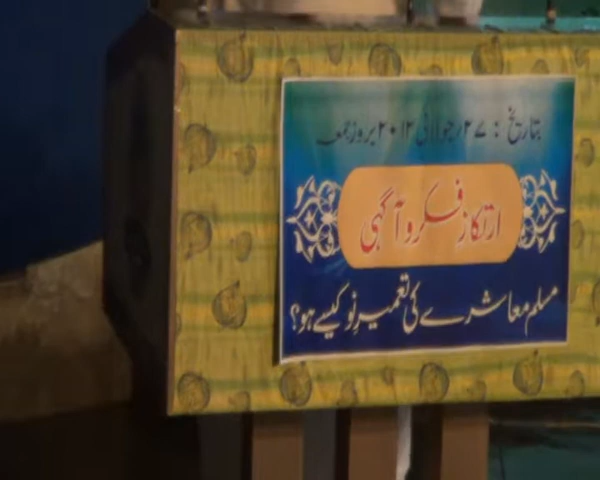 بتاریخ : ۲۷؍جولائی ۲۰۱۲ بروز جمعہ
ارتکاز فکر و آگہی
مسلم معاشرے کی تعمیرِ نو کیسے ہو؟